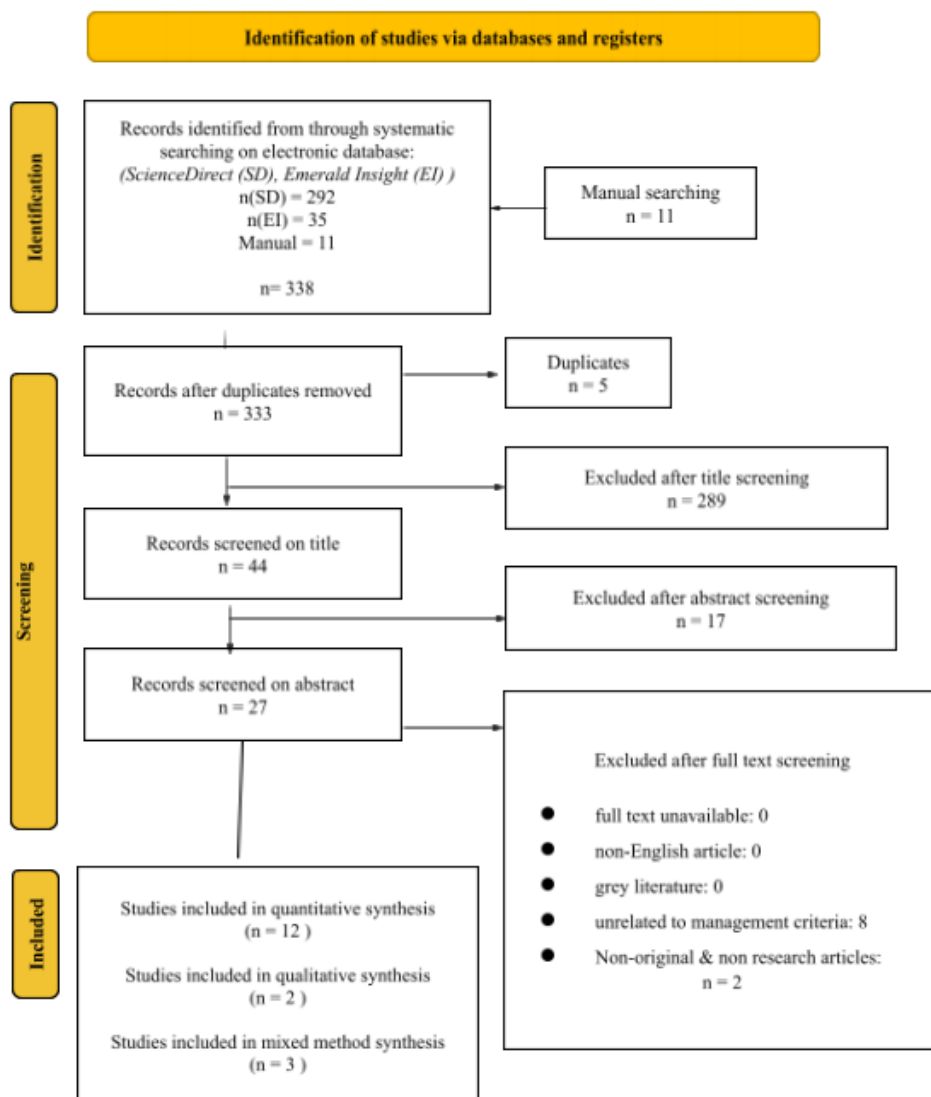 Identification of studies via databases and registers
Identification
Records identified from through systematic
searching on electronic database:
(ScienceDirect (SD), Emerald Insight (EI) )
n(SD) = 292
n(EI) = 35
Manual = 11
n= 338
Manual searching
n = 11
Screening
Records after duplicates removed
n = 333
Duplicates
n = 5
Excluded after title screening
n = 289
Records screened on title
n = 44
Excluded after abstract screening
n = 17
Records screened on abstract
n = 27
Excluded after full text screening
● full text unavailable: 0
● non-English article: 0
● grey literature: 0
● unrelated to management criteria: 8
● Non-original & non research articles:
n = 2
Included
Studies included in quantitative synthesis
(n = 12 )
Studies included in qualitative synthesis
(n = 2 )
Studies included in mixed method synthesis
(n = 3 )